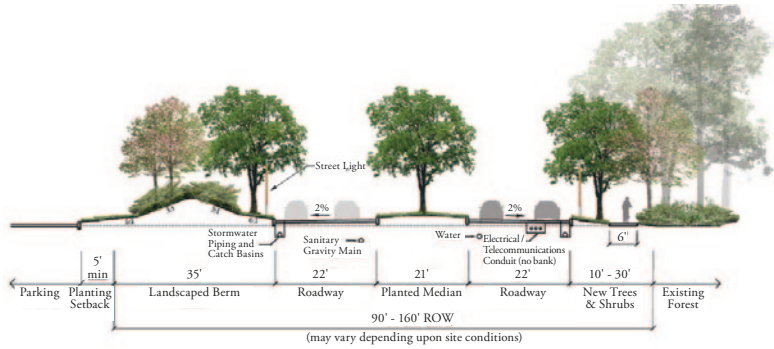 Street Light
2%
2%
Stormwater
Piping and
Catch Basins
Sanitary
Gravity Main
Water
Electrical /
Telecommunications
Conduit (no bank)
6"
5'
min
35'
22'
21'
22'
10' - 30'
Parking
Planting
Setback
Landscaped Berm
Roadway
Planted Median
Roadway
New Trees
& Shrubs
Existing
Forest
90' - 160' ROW
(may vary depending upon site conditions)